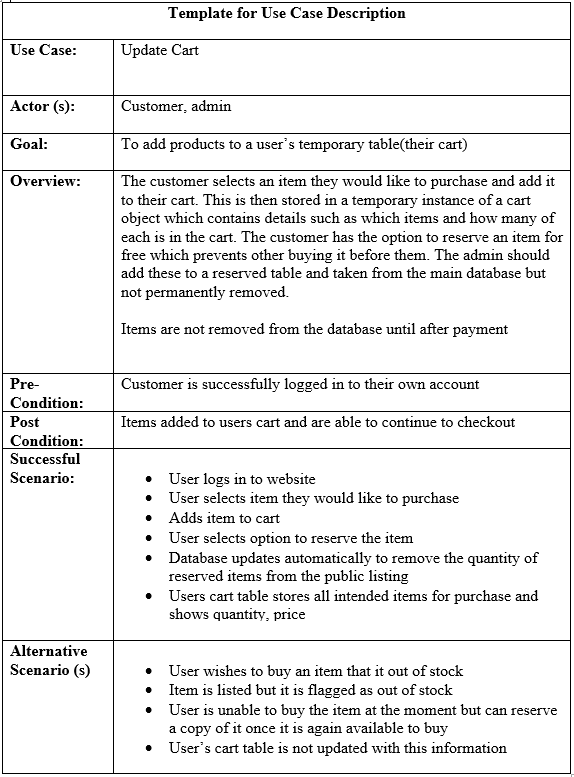 Template for Use Case Description
Use Case:
Update Cart
Actor (s):
Customer, admin
Goal:
To add products to a user’s temporary table(their cart)
Overview:
The customer selects an item they would like to purchase and add it
to their cart. This is then stored in a temporary instance of a cart
object which contains details such as which items and how many of
each is in the cart. The customer has the option to reserve an item for
free which prevents other buying it before them. The admin should
add these to a reserved table and taken from the main database but
not permanently removed.
Items are not removed from the database until after payment
Pre-
Condition:
Customer is successfully logged in to their own account
Post
Condition:
Items added to users cart and are able to continue to checkout
Successful
Scenario:
• User logs in to website
• User selects item they would like to purchase
• Adds item to cart
• User selects option to reserve the item
• Database updates automatically to remove the quantity of
reserved items from the public listing
• Users cart table stores all intended items for purchase and
shows quantity, price
Alternative
Scenario (s)
• User wishes to buy an item that it out of stock
• Item is listed but it is flagged as out of stock
• User is unable to buy the item at the moment but can reserve
a copy of it once it is again available to buy
• User’s cart table is not updated with this information